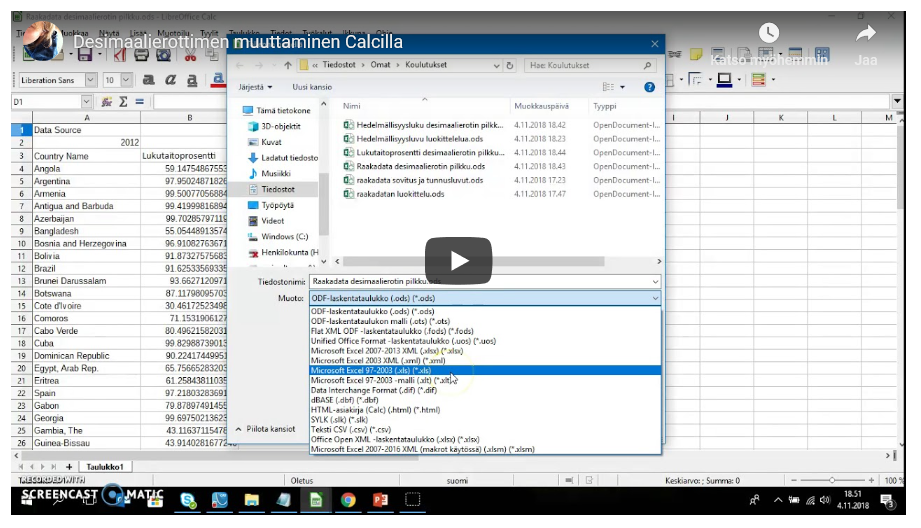 Raakadata desimaalierotin pilkku.ods - LibreOffice Calc
Desimaalierottimen muuttaminen Calcilla
Katso myöhemmin
Jaa
« Tiedostot › Omat › Koulutukset
Hae: Koulutukset
Järjestä
Uusi kansio
Liberation Sans
10
D1
Tämä tietokone
3D-objektit
Kuvat
Ladatut tiedosto
Musiikki
Tiedostot
Työpöytä
Videot
Windows (C:)
Henkilokunta (H
Nimi Muokkauspäivä Tyyppi
Hedelmällisyysluku desimaalierotin pilkk... 4.11.2018 18.42 OpenDocument-l...
Hedelmällisyysluvu luokittelelua.ods 4.11.2018 18.23 OpenDocument-l...
Lukutaitoprosentti desimaalierotin pilkku... 4.11.2018 18.44 OpenDocument-l...
Raakadata desimaalierotin pilkku.ods 4.11.2018 18.43 OpenDocument-l...
raakadata sovitus ja tunnusluvut.ods 4.11.2018 17.23 OpenDocument-l...
raakadatan luokittelu.ods 4.11.2018 17.47 OpenDocument-l...
Tiedostonimi: Raakadata desimaalierotin pilkku.ods
Muoto: ODF-laskentataulukko (.ods) (*.ods)
ODF-laskentataulukko (.ods) (*.ods)
ODF-laskentataulukon malli (.ots) (*.ots)
Flat XML ODF -laskentataulukko (.fods) (*.fods)
Unified Office Format -laskentataulukko (.uos) (*.uos)
Microsoft Excel 2007-2013 XML (.xlsx) (*.xlsx)
Microsoft Excel 2003 XML (.xml) (*.xml)
Microsoft Excel 97-2003 (.xls) (*.xls)
Microsoft Excel 97-2003 -malli (.xlt) (*.xlt)
Data Interchange Format (.dif) (*.dif)
dBASE (.dbf) (*.dbf)
HTML-asiakirja (Calc) (.html) (*.html)
SYLK (.slk) (*.slk)
Teksti CSV (.csv) (*.csv)
Office Open XML -laskentataulukko (.xlsx) (*.xlsx)
Microsoft Excel 2007-2016 XML (makrot käytössä) (.xlsm) (*.xlsm)
Piilota kansiot
A B I J K L M
1 Data Source
2 2012
3 Country Name Lukutaitoprosentti
4 Angola 59.14754867553
5 Argentina 97.95024871826
6 Armenia 99.50077056884
7 Antigua and Barbuda 99.41999816894
8 Azerbaijan 99.70285797119
9 Bangladesh 55.05448913574
10 Bosnia and Herzegovina 96.91082763671
11 Bolivia 91.87327575683
12 Brazil 91.62533569335
13 Brunei Darussalam 93.6627120971
14 Botswana 87.11798095703
15 Cote d'Ivoire 30.46172523498
16 Comoros 71.531906127
17 Cabo Verde 80.49621582031
18 Cuba 99.82988739013
19 Dominican Republic 90.22417449951
20 Egypt, Arab Rep. 65.75665283203
21 Eritrea 61.25843811035
22 Spain 97.21803283691
23 Gabon 79.87897491455
24 Georgia 99.69750213623
25 Gambia, The 43.11637115478
26 Guinea-Bissau 43.9140281677246
Taulukko1
Oletus
suomi
Keskiarvo: ; Summa: 0
100 %
RECORDED WITH
SCREENCAST MATIC
18.51
4.11.2018
3